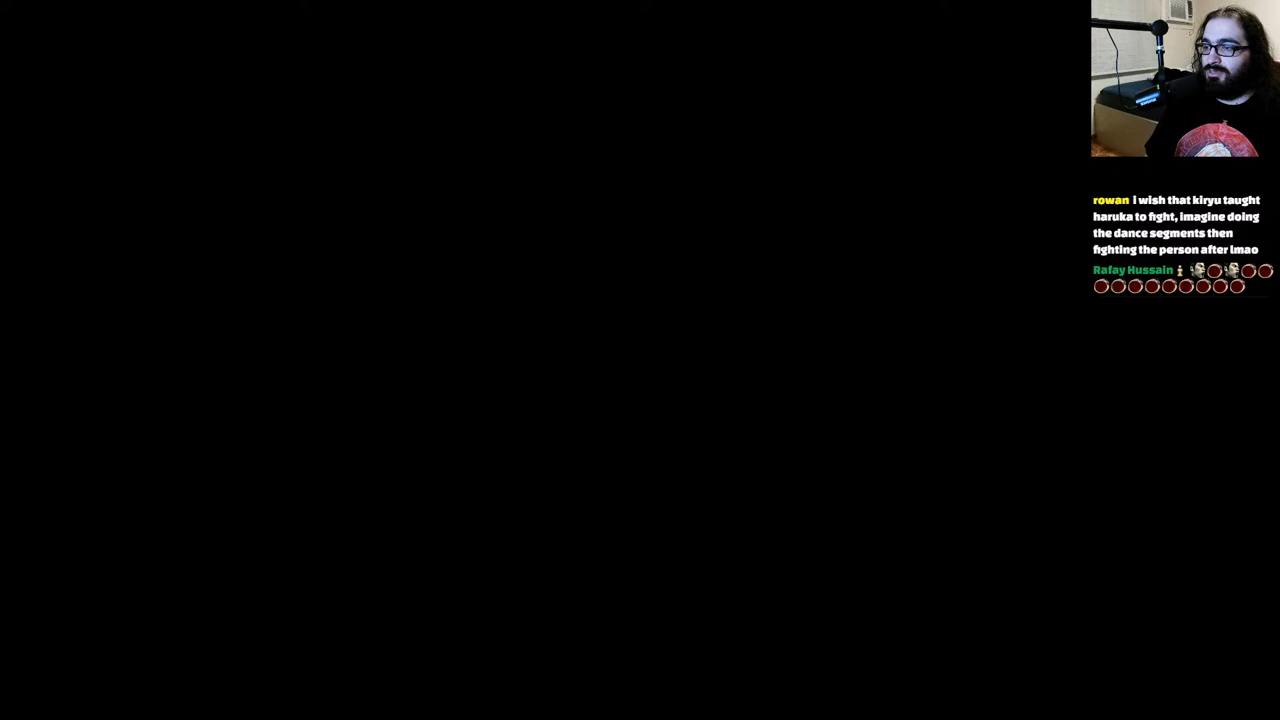 rowan i wish that kiryu taught
haruka to fight, imagine doing
the dance segments then
fighting the person after lmao
Rafay Hussain